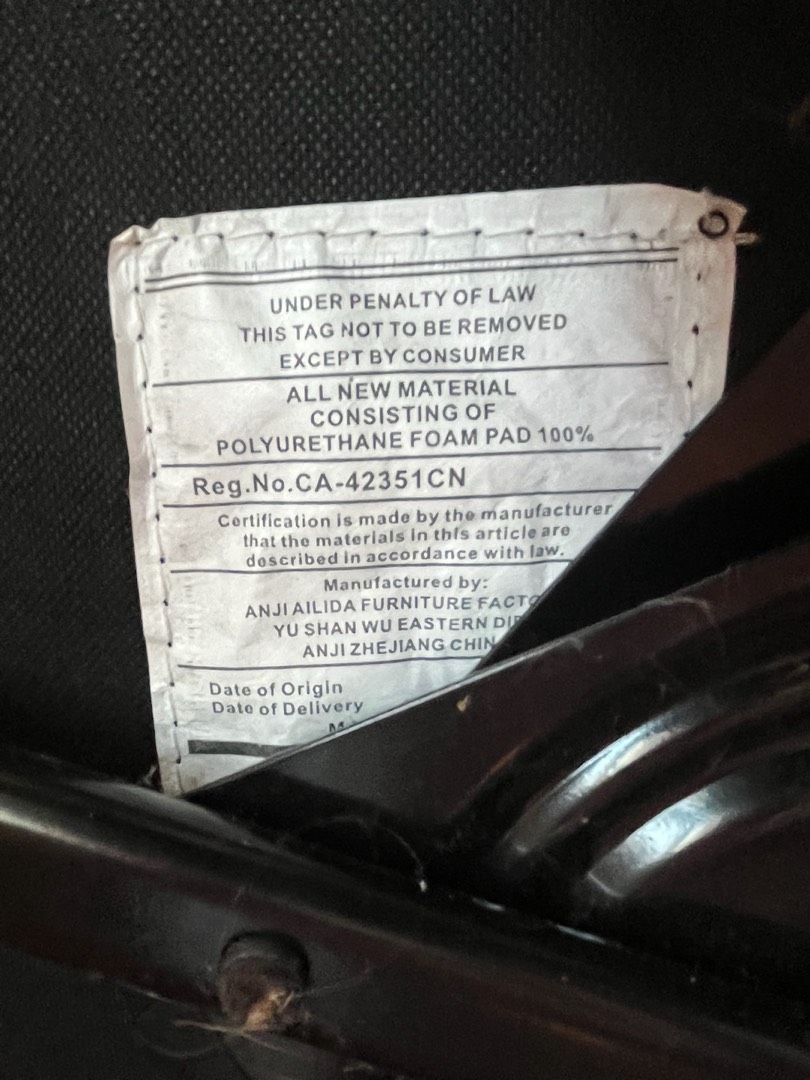 UNDER PENALTY OF LAW
THIS TAG NOT TO BE REMOVED
EXCEPT BY CONSUMER
ALL NEW MATERIAL
CONSISTING OF
POLYURETHANE FOAM PAD 100%
Reg.No.CA-42351CN
Certification is made by the manufacturer
that the materials in this article are
described in accordance with law.
Manufactured by:
ANJI AILIDA FURNITURE
YU SHAN WU EASTERN
ANJI ZHEJIANG
Date of Origin
Date of Delivery